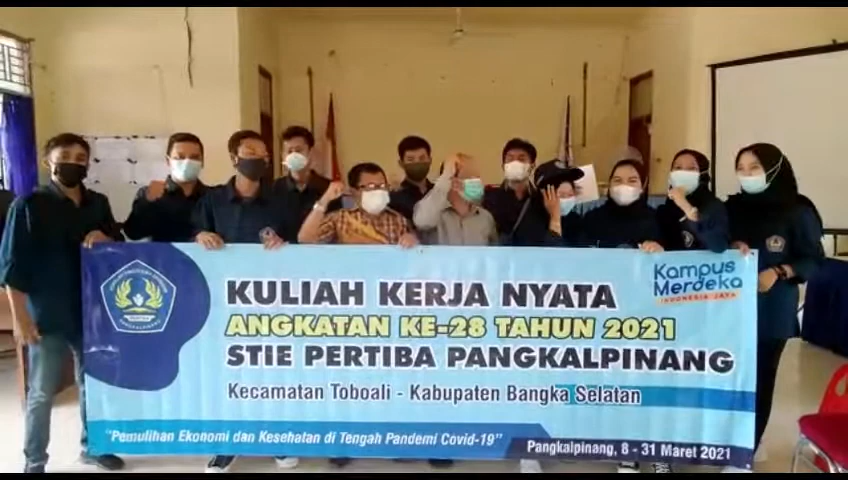 Kampus
Merdeka
INDONESIA JAYA
KULIAH KERJA NYATA
ANGKATAN KE-28 TAHUN 2021
STIE PERTIBA PANGKALPINANG
Kecamatan Toboali - Kabupaten Bangka Selatan
"Pemulihan Ekonomi dan Kesehatan di Tengah Pandemi Covid-19"
Pangkalpinang, 8 - 31 Maret 2021